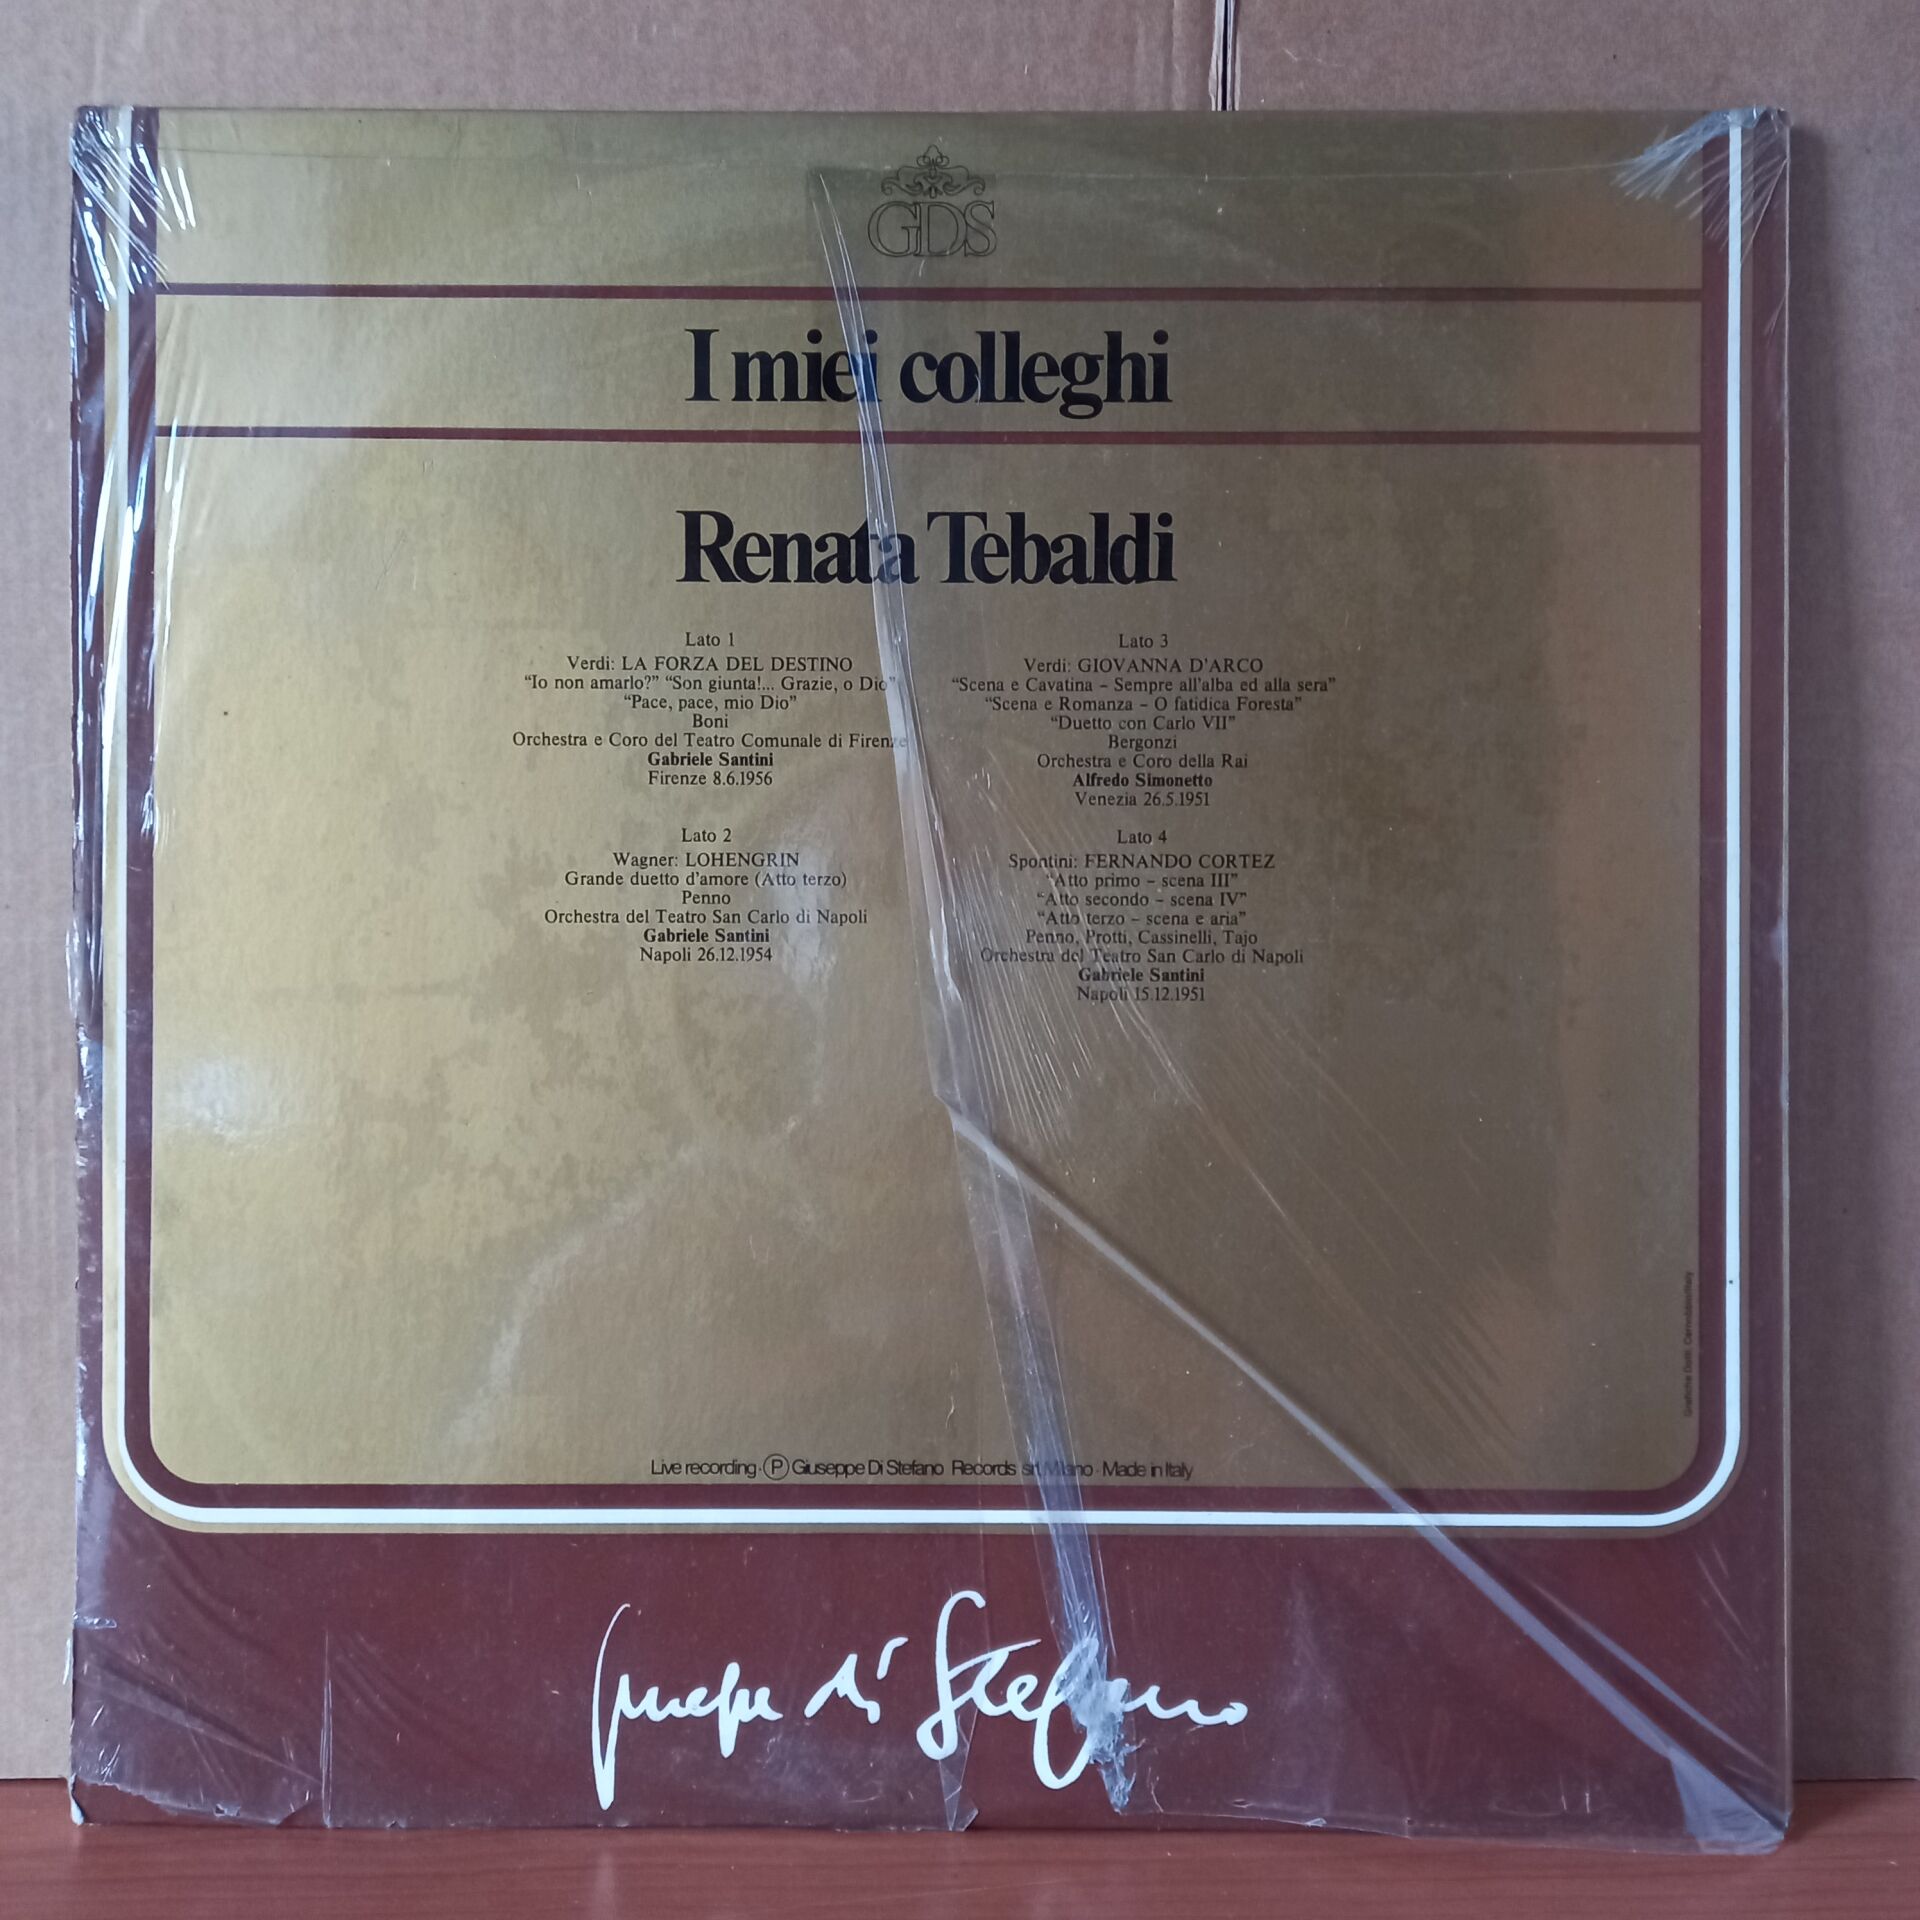 GDS
I miei colleghi
Renata Tebaldi
Lato 1
Verdi: LA FORZA DEL DESTINO
“Io non amarlo?” “Son giunta!... Grazie, o Dio”
“Pace, pace, mio Dio”
Boni
Orchestra e Coro del Teatro Comunale di Firenze
Gabriele Santini
Firenze 8.6.1956
Lato 2
Wagner: LOHENGRIN
Grande duetto d'amore (Atto terzo)
Penno
Orchestra del Teatro San Carlo di Napoli
Gabriele Santini
Napoli 26.12.1954
Lato 3
Verdi: GIOVANNA D'ARCO
“Scena e Cavatina – Sempre all'alba ed alla sera”
“Scena e Romanza – O fatidica Foresta”
“Duetto con Carlo VII”
Bergonzi
Orchestra e Coro della Rai
Alfredo Simonetto
Venezia 26.5.1951
Lato 4
Spontini: FERNANDO CORTEZ
“Atto primo – scena III”
“Atto secondo – scena IV”
“Atto terzo – scena e aria”
Penno, Protti, Cassinelli, Tajo
Orchestra del Teatro San Carlo di Napoli
Gabriele Santini
Napoli 15.12.1951
Live recording · Ⓟ Giuseppe Di Stefano Records srl Milano · Made in Italy
Giuseppe di Stefano